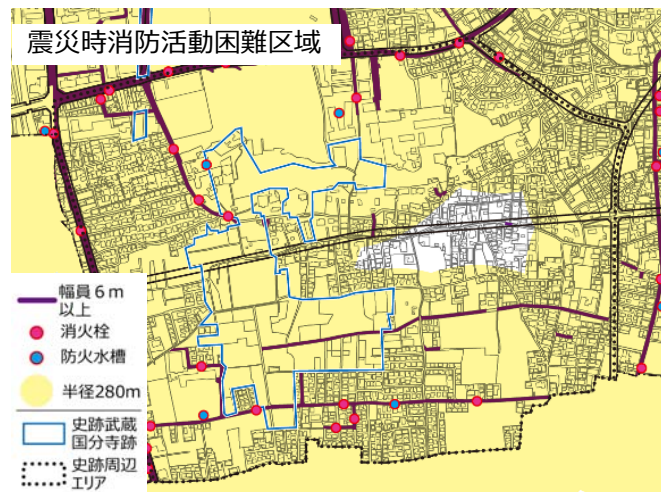 震災時消防活動困難区域
幅員6m
以上
消火栓
防火水槽
半径280m
史跡武蔵
国分寺跡
史跡周辺
エリア